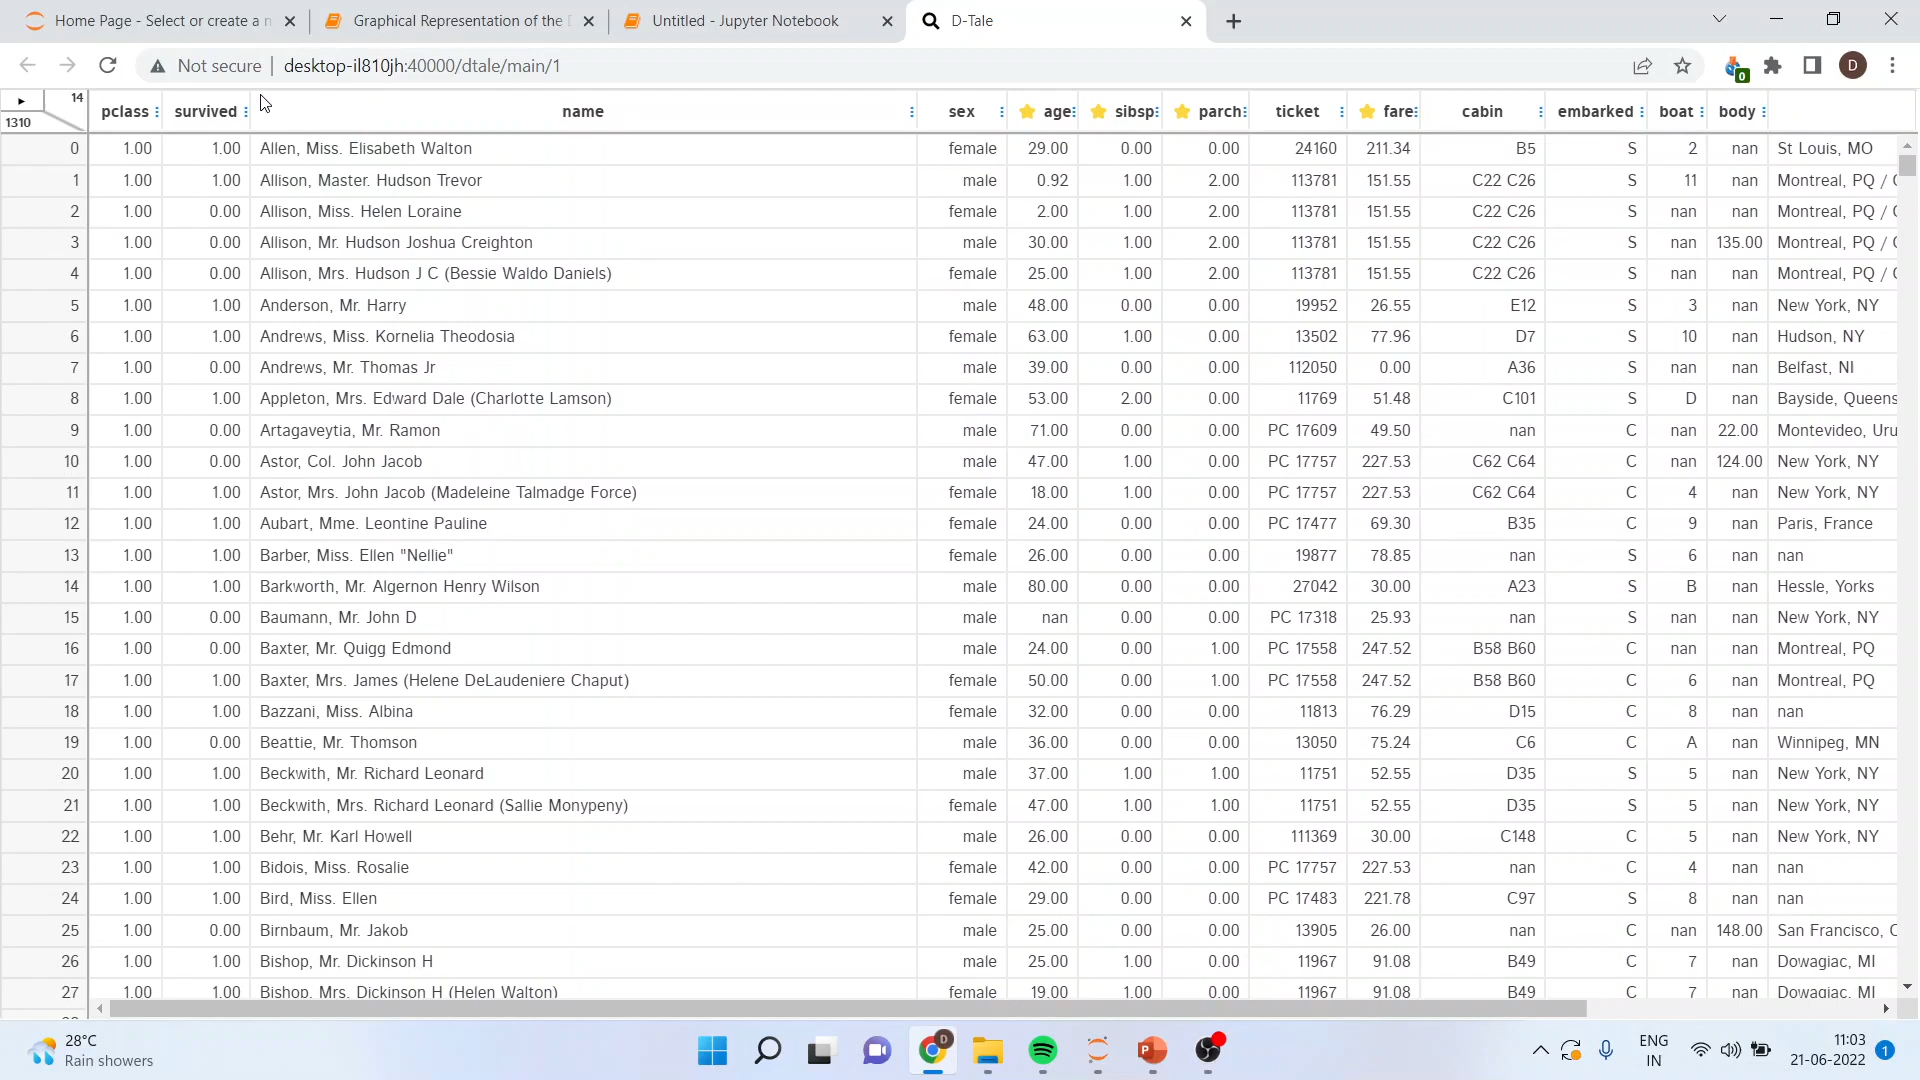 Home Page - Select or create a n
Graphical Representation of the D
Untitled - Jupyter Notebook
D-Tale
Not secure | desktop-il810jh:40000/dtale/main/1
0
D
14
1310
pclass survived name sex age sibsp parch ticket fare cabin embarked boat body
0 1.00 1.00 Allen, Miss. Elisabeth Walton female 29.00 0.00 0.00 24160 211.34 B5 S 2 nan St Louis, MO
1 1.00 1.00 Allison, Master. Hudson Trevor male 0.92 1.00 2.00 113781 151.55 C22 C26 S 11 nan Montreal, PQ /
2 1.00 0.00 Allison, Miss. Helen Loraine female 2.00 1.00 2.00 113781 151.55 C22 C26 S nan nan Montreal, PQ /
3 1.00 0.00 Allison, Mr. Hudson Joshua Creighton male 30.00 1.00 2.00 113781 151.55 C22 C26 S nan 135.00 Montreal, PQ /
4 1.00 0.00 Allison, Mrs. Hudson J C (Bessie Waldo Daniels) female 25.00 1.00 2.00 113781 151.55 C22 C26 S nan nan Montreal, PQ /
5 1.00 1.00 Anderson, Mr. Harry male 48.00 0.00 0.00 19952 26.55 E12 S 3 nan New York, NY
6 1.00 1.00 Andrews, Miss. Kornelia Theodosia female 63.00 1.00 0.00 13502 77.96 D7 S 10 nan Hudson, NY
7 1.00 0.00 Andrews, Mr. Thomas Jr male 39.00 0.00 0.00 112050 0.00 A36 S nan nan Belfast, NI
8 1.00 1.00 Appleton, Mrs. Edward Dale (Charlotte Lamson) female 53.00 2.00 0.00 11769 51.48 C101 S D nan Bayside, Queens
9 1.00 0.00 Artagaveytia, Mr. Ramon male 71.00 0.00 0.00 PC 17609 49.50 nan C nan 22.00 Montevideo, Uru
10 1.00 0.00 Astor, Col. John Jacob male 47.00 1.00 0.00 PC 17757 227.53 C62 C64 C nan 124.00 New York, NY
11 1.00 1.00 Astor, Mrs. John Jacob (Madeleine Talmadge Force) female 18.00 1.00 0.00 PC 17757 227.53 C62 C64 C 4 nan New York, NY
12 1.00 1.00 Aubart, Mme. Leontine Pauline female 24.00 0.00 0.00 PC 17477 69.30 B35 C 9 nan Paris, France
13 1.00 1.00 Barber, Miss. Ellen "Nellie" female 26.00 0.00 0.00 19877 78.85 nan S 6 nan nan
14 1.00 1.00 Barkworth, Mr. Algernon Henry Wilson male 80.00 0.00 0.00 27042 30.00 A23 S B nan Hessle, Yorks
15 1.00 0.00 Baumann, Mr. John D male nan 0.00 0.00 PC 17318 25.93 nan S nan nan New York, NY
16 1.00 0.00 Baxter, Mr. Quigg Edmond male 24.00 0.00 1.00 PC 17558 247.52 B58 B60 C nan nan Montreal, PQ
17 1.00 1.00 Baxter, Mrs. James (Helene DeLaudeniere Chaput) female 50.00 0.00 1.00 PC 17558 247.52 B58 B60 C 6 nan Montreal, PQ
18 1.00 1.00 Bazzani, Miss. Albina female 32.00 0.00 0.00 11813 76.29 D15 C 8 nan nan
19 1.00 0.00 Beattie, Mr. Thomson male 36.00 0.00 0.00 13050 75.24 C6 C A nan Winnipeg, MN
20 1.00 1.00 Beckwith, Mr. Richard Leonard male 37.00 1.00 1.00 11751 52.55 D35 S 5 nan New York, NY
21 1.00 1.00 Beckwith, Mrs. Richard Leonard (Sallie Monypeny) female 47.00 1.00 1.00 11751 52.55 D35 S 5 nan New York, NY
22 1.00 1.00 Behr, Mr. Karl Howell male 26.00 0.00 0.00 111369 30.00 C148 C 5 nan New York, NY
23 1.00 1.00 Bidois, Miss. Rosalie female 42.00 0.00 0.00 PC 17757 227.53 nan C 4 nan nan
24 1.00 1.00 Bird, Miss. Ellen female 29.00 0.00 0.00 PC 17483 221.78 C97 S 8 nan nan
25 1.00 0.00 Birnbaum, Mr. Jakob male 25.00 0.00 0.00 13905 26.00 nan C nan 148.00 San Francisco, C
26 1.00 1.00 Bishop, Mr. Dickinson H male 25.00 1.00 0.00 11967 91.08 B49 C 7 nan Dowagiac, MI
27 1.00 1.00 Bishop, Mrs. Dickinson H (Helen Walton) female 19.00 1.00 0.00 11967 91.08 B49 C 7 nan Dowagiac, MI
28°C
Rain showers
D
P
ENG
IN
11:03
21-06-2022
1